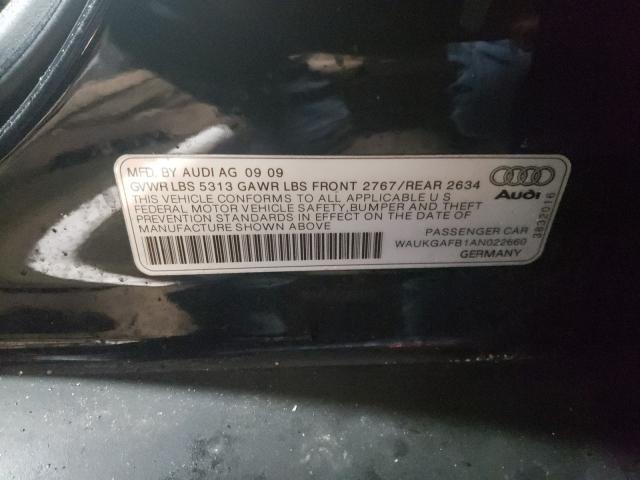 MFD. BY AUDI AG 09 09
GVWR LBS 5313 GAWR LBS FRONT 2767/REAR 2634
THIS VEHICLE CONFORMS TO ALL APPLICABLE U S
FEDERAL MOTOR VEHICLE SAFETY, BUMPER AND THEFT
PREVENTION STANDARDS IN EFFECT ON THE DATE OF
MANUFACTURE SHOWN ABOVE
PASSENGER CAR
WAUKGAFB1AN022660
GERMANY
Audi
3832016